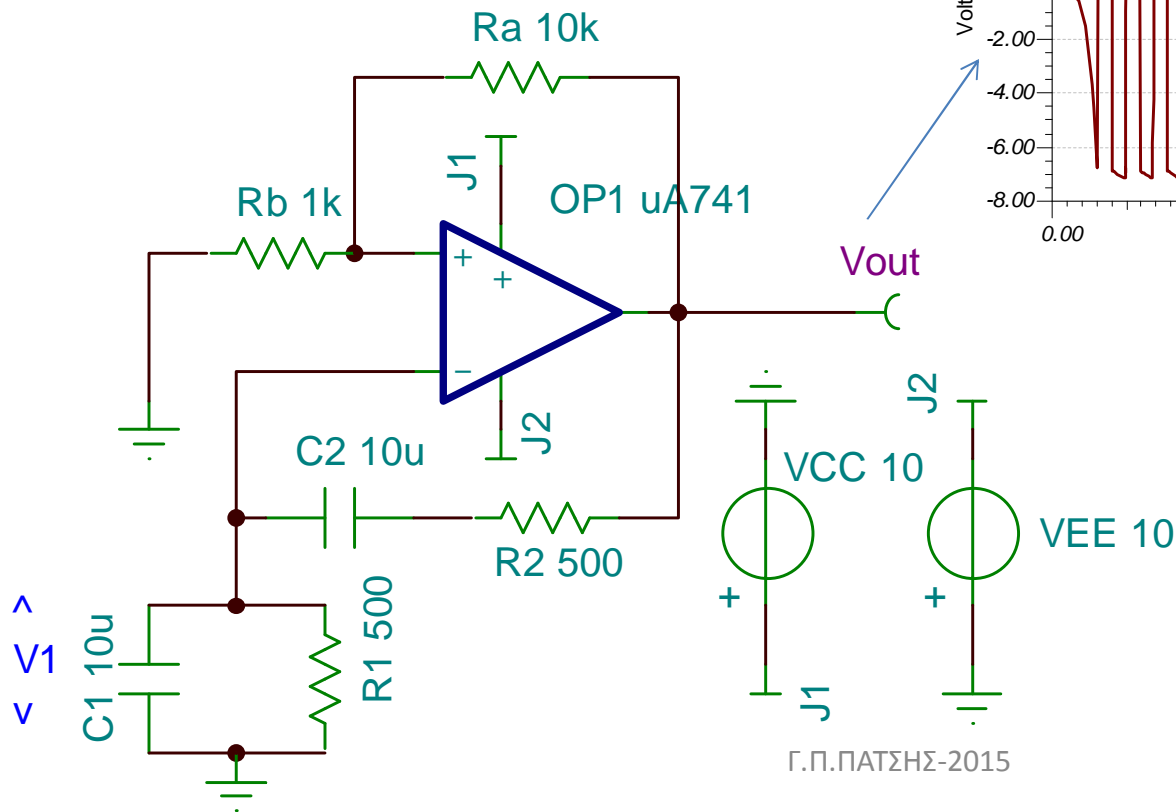 Ra 10k
Volt
-2.00
-4.00
-6.00
-8.00
0.00
J1
OP1 uA741
Rb 1k
+
+
−
Vout
J2
C2 10u
R2 500
J2
VCC 10
VEE 10
+
+
^
V1
v
C1 10u
R1 500
J1
Γ.Π.ΠΑΤΣΗΣ-2015